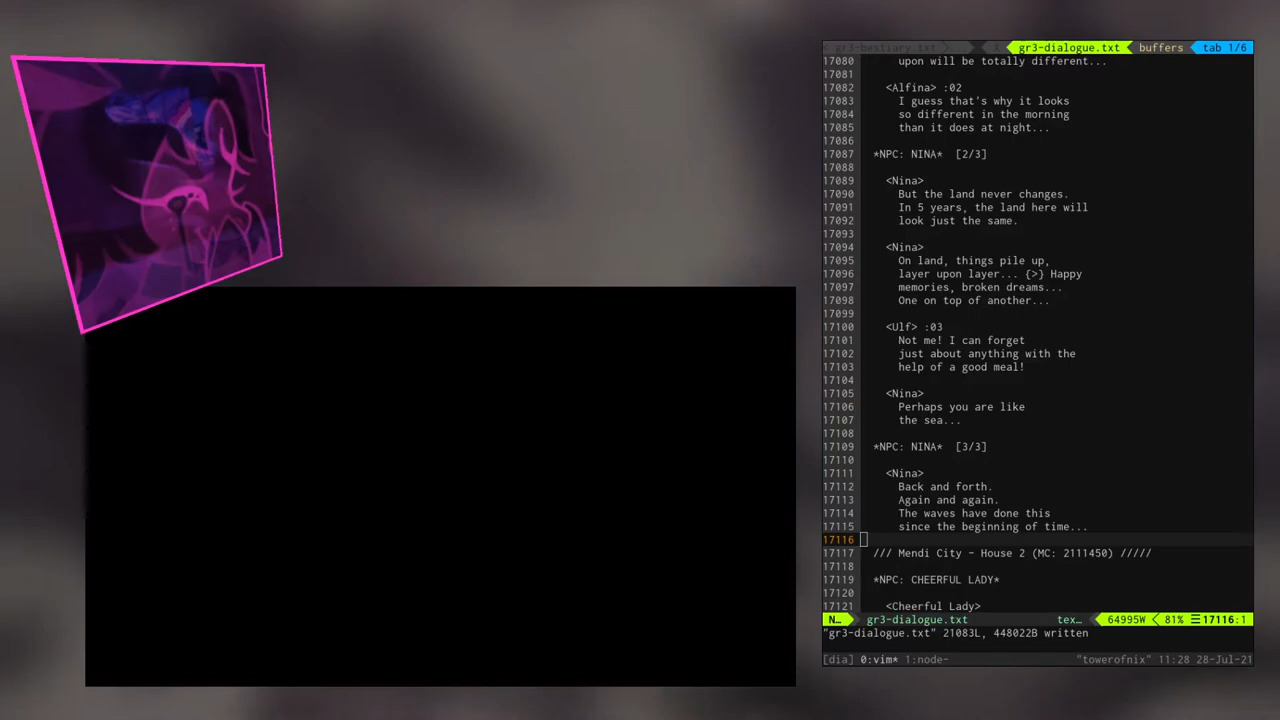 gr3-bestiary.txt ... X gr3-dialogue.txt buffers tab 1/6
17080 upon will be totally different...
17081
17082 <Alfina> :02
17083 I guess that's why it looks
17084 so different in the morning
17085 than it does at night...
17086
17087 *NPC: NINA* [2/3]
17088
17089 <Nina>
17090 But the land never changes.
17091 In 5 years, the land here will
17092 look just the same.
17093
17094 <Nina>
17095 On land, things pile up,
17096 layer upon layer... {>} Happy
17097 memories, broken dreams...
17098 One on top of another...
17099
17100 <Ulf> :03
17101 Not me! I can forget
17102 just about anything with the
17103 help of a good meal!
17104
17105 <Nina>
17106 Perhaps you are like
17107 the sea...
17108
17109 *NPC: NINA* [3/3]
17110
17111 <Nina>
17112 Back and forth.
17113 Again and again.
17114 The waves have done this
17115 since the beginning of time...
17116
17117 /// Mendi City - House 2 (MC: 2111450) /////
17118
17119 *NPC: CHEERFUL LADY*
17120
17121 <Cheerful Lady>
N… gr3-dialogue.txt tex… 64995W 81% ☰17116:1
"gr3-dialogue.txt" 21083L, 448022B written
[dia] 0:vim* 1:node- "towerofnix" 11:28 28-Jul-21